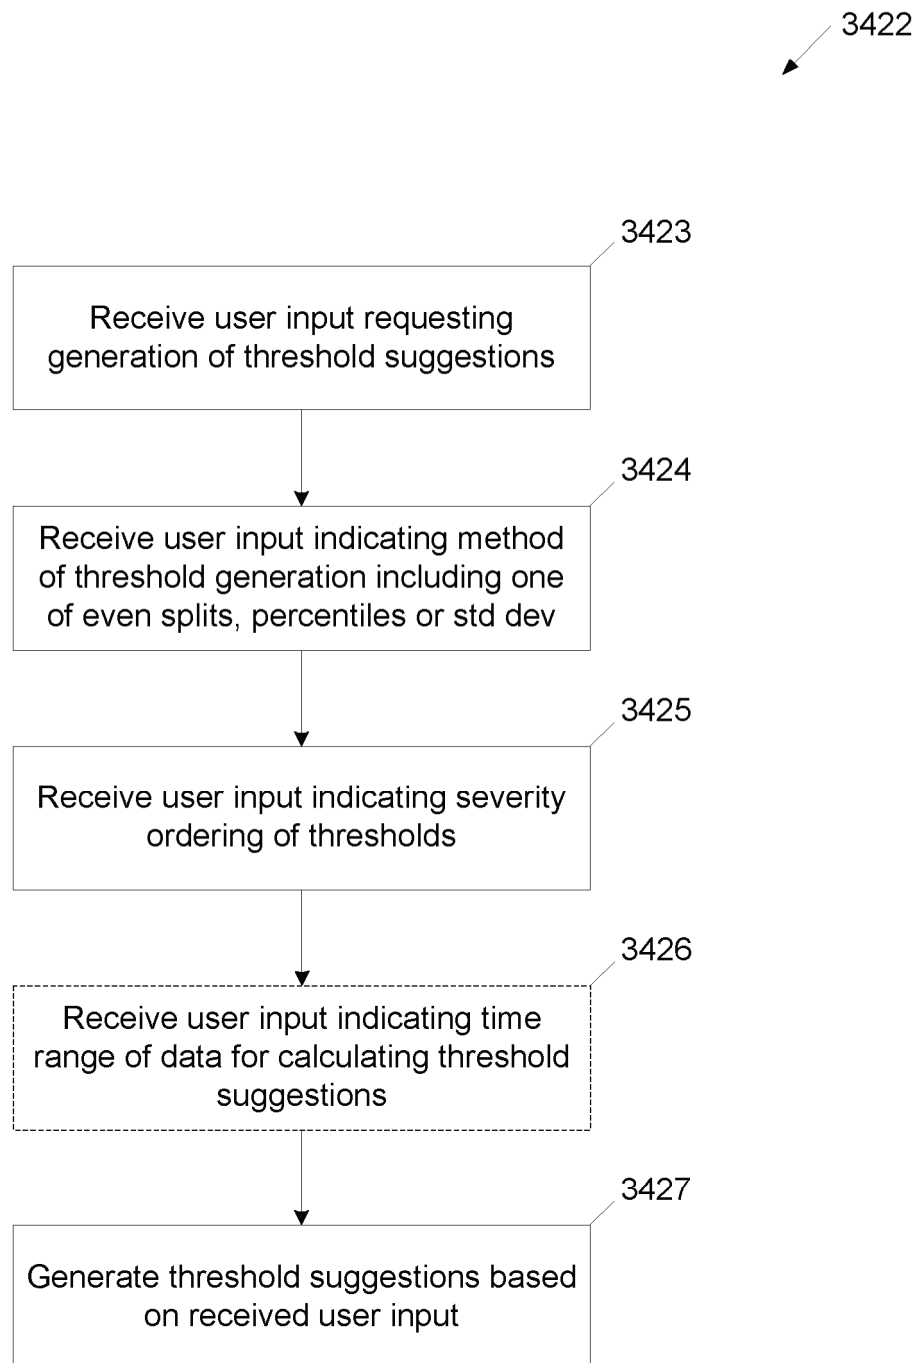 3422
3423
Receive user input requesting
generation of threshold suggestions
3424
Receive user input indicating method
of threshold generation including one
of even splits, percentiles or std dev
3425
Receive user input indicating severity
ordering of thresholds
3426
Receive user input indicating time
range of data for calculating threshold
suggestions
3427
Generate threshold suggestions based
on received user input